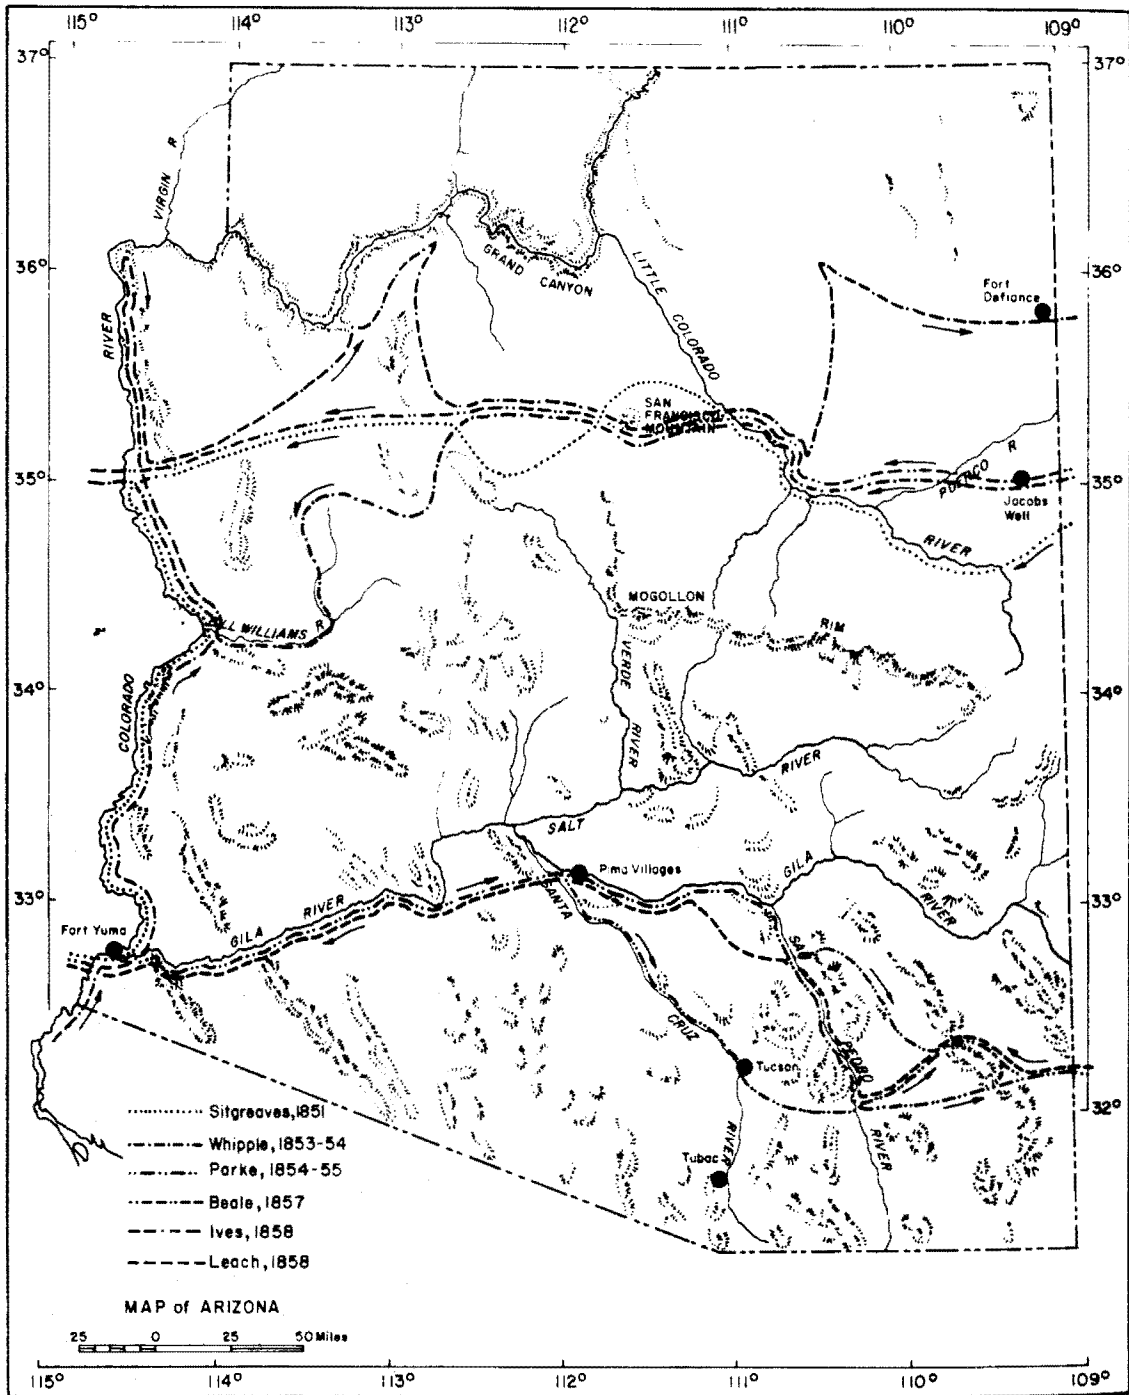 115° 114° 113° 112° 111° 110° 109°
37° 37°
VIRGIN R
36° 36°
GRAND
CANYON
LITTLE
COLORADO
Fort
Defiance
RIVER
SAN
FRANCISCO
MOUNTAIN
35° 35°
PUERCO R
Jacobs
Well
RIVER
MOGOLLON
RIM
WILLIAMS R
VERDE
RIVER
34° 34°
COLORADO
RIVER
SALT
33° 33°
Pima Villages
GILA
RIVER
SANTA
GILA
RIVER
Fort Yuma
SAN
CRUZ
PEDRO
Tucson
32°
RIVER
RIVER
Tubac
Sitgreaves,1851
Whipple,1853-54
Parke,1854-55
Beale,1857
Ives,1858
Leach,1858
MAP of ARIZONA
25 0 25 50 Miles
115° 114° 113° 112° 111° 110° 109°